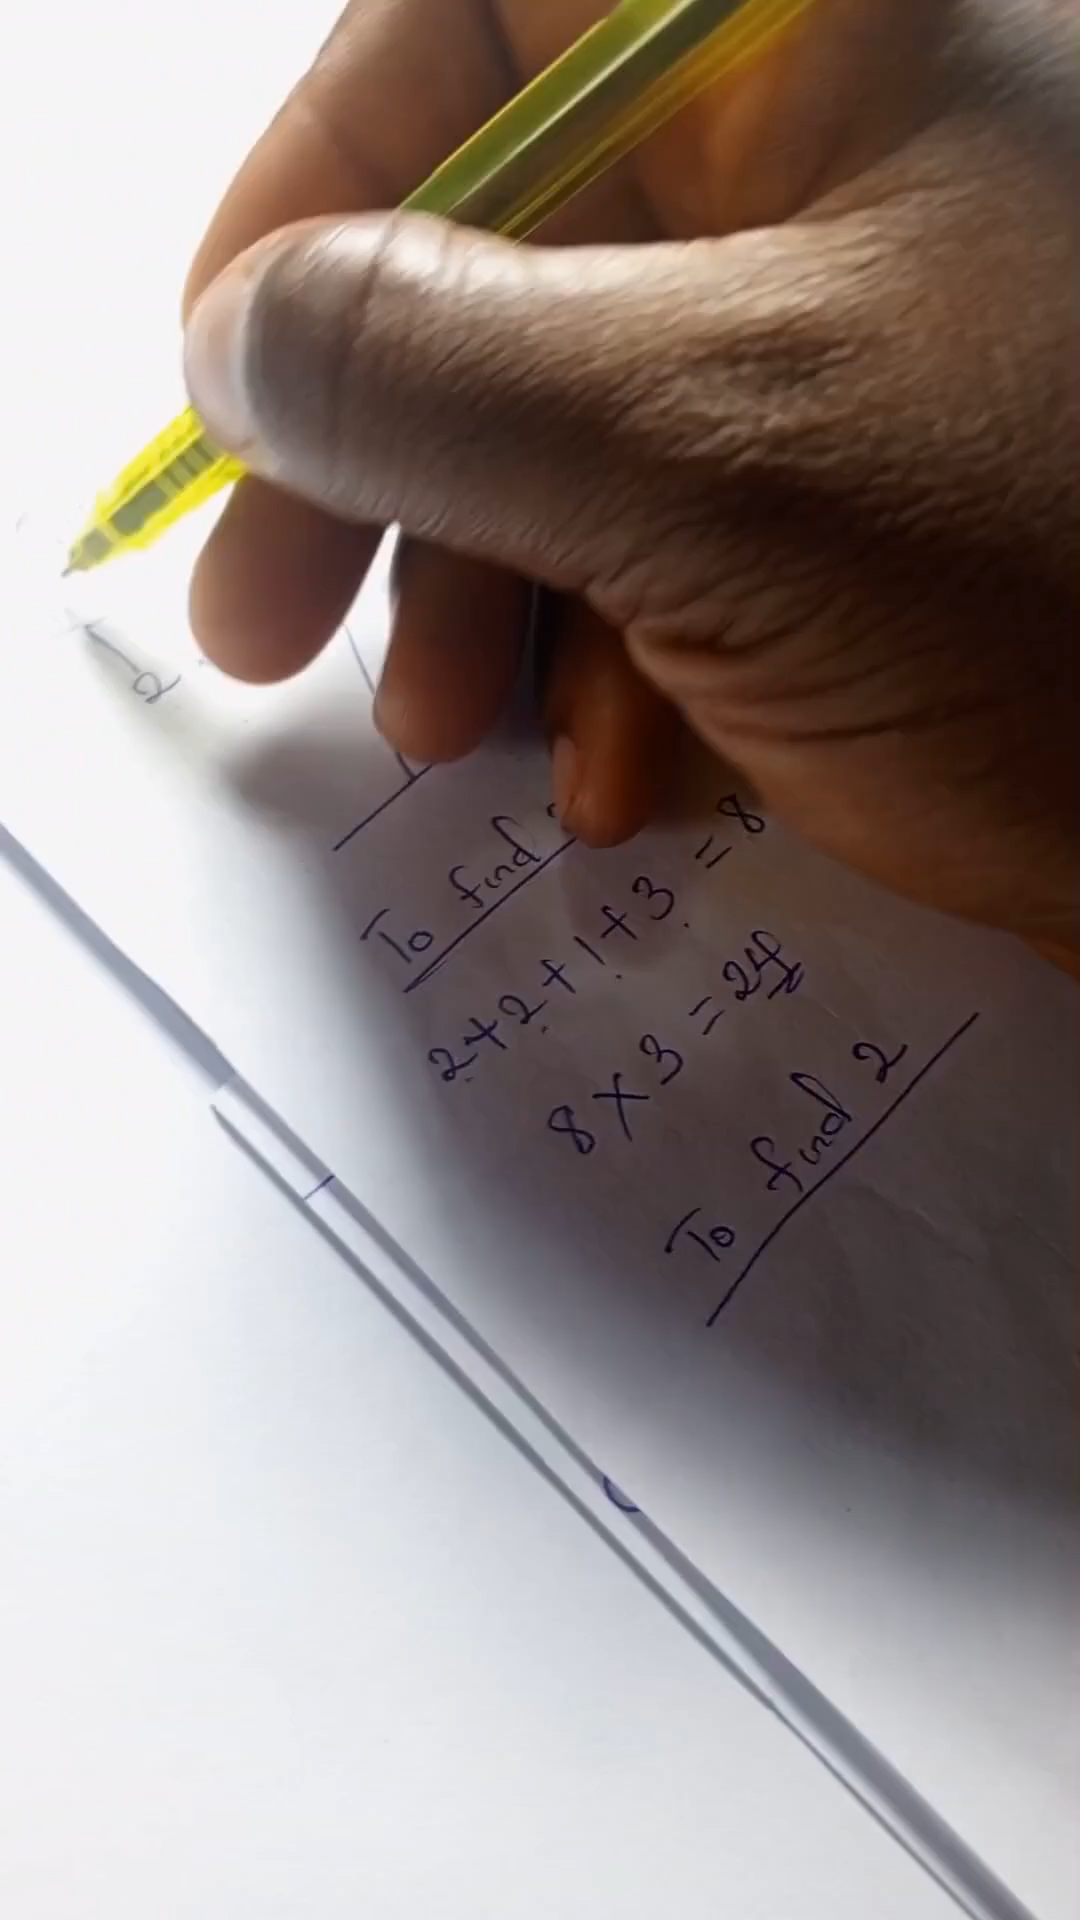 2
To find
2+2+1+3 = 8
8 X 3 = 24
To find 2